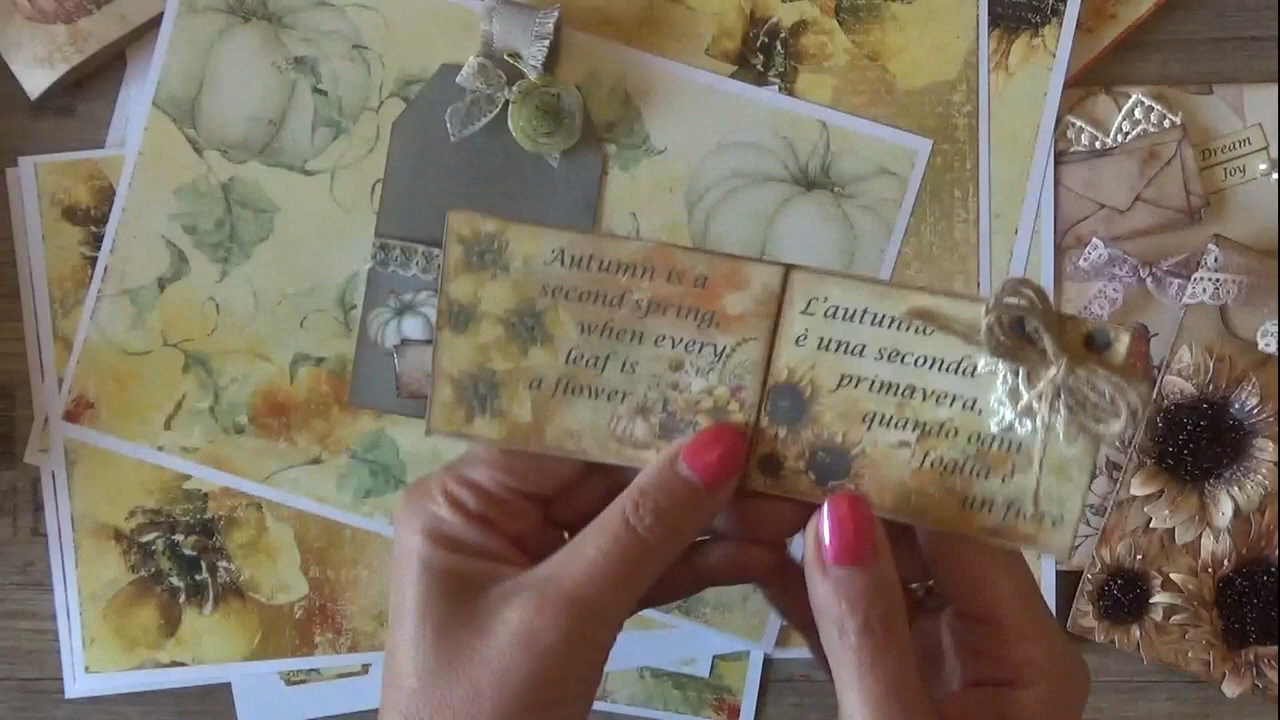 Autumn is a
second spring,
when every
leaf is
a flower
L'autunno
è una seconda
primavera,
quando ogni
foglia è
un fiore
Dream
Joy